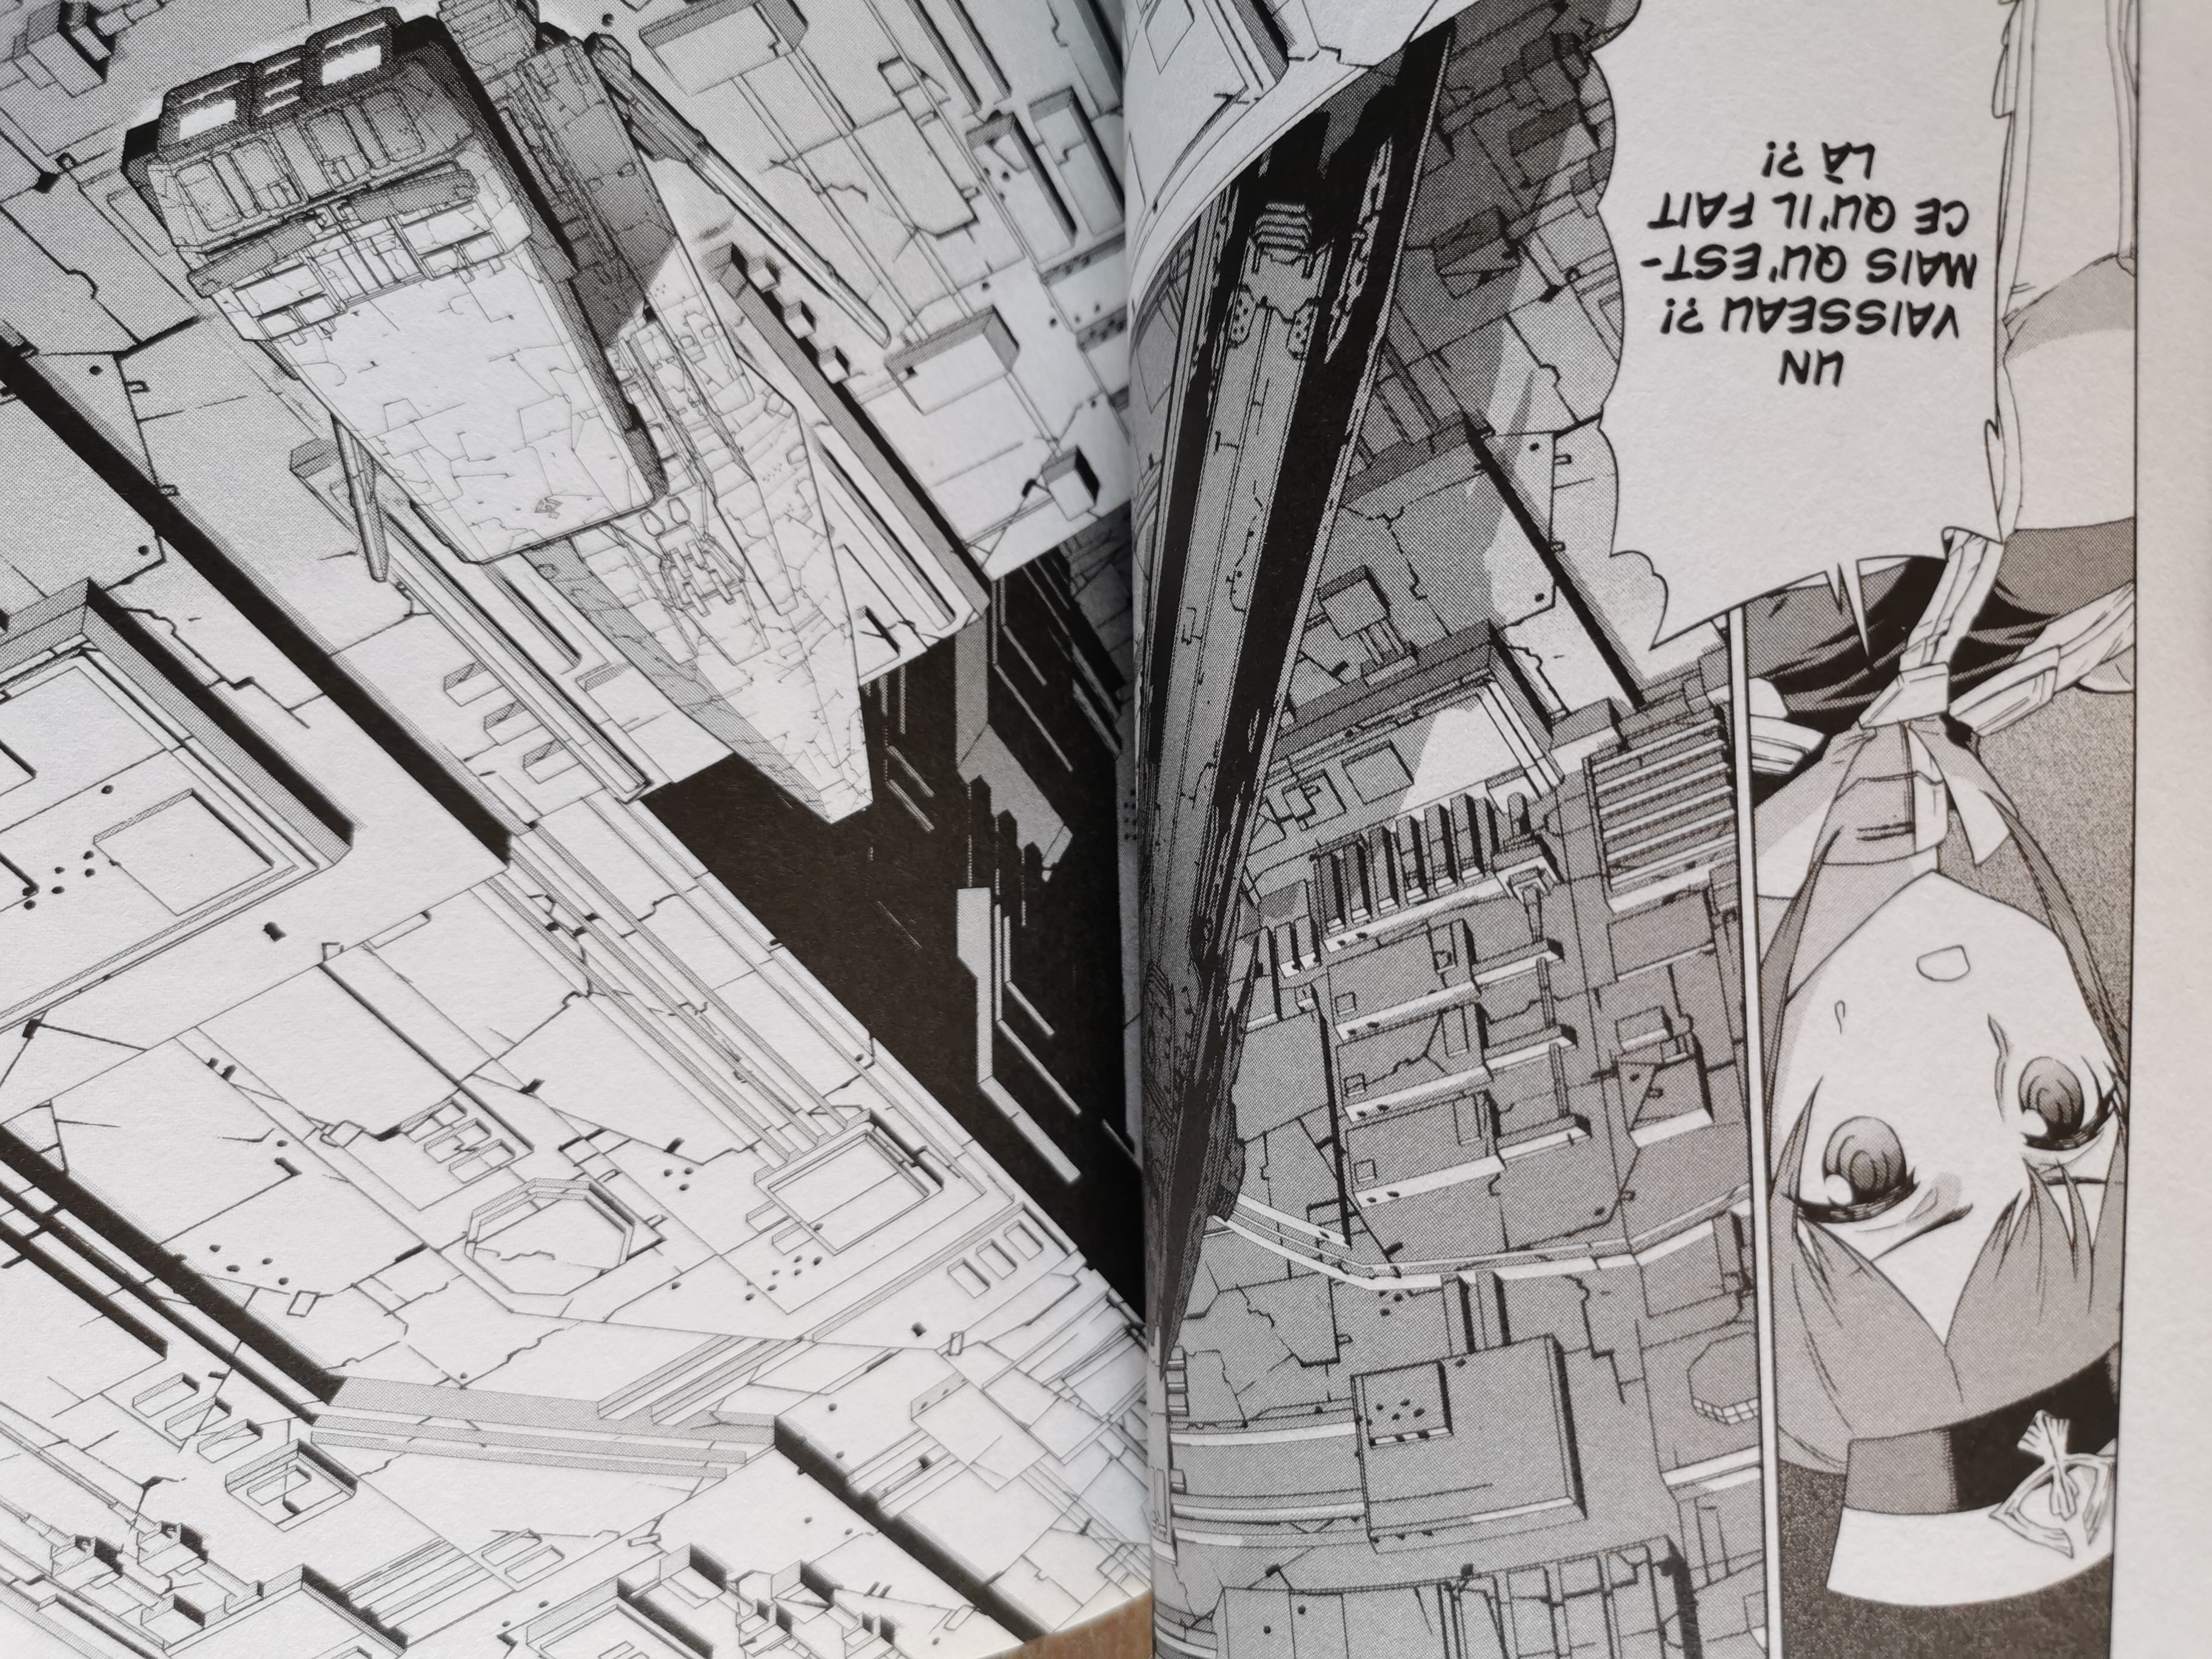 UN
VAISSEAU ?!
MAIS QU'EST-
CE QU'IL FAIT
LÀ ?!